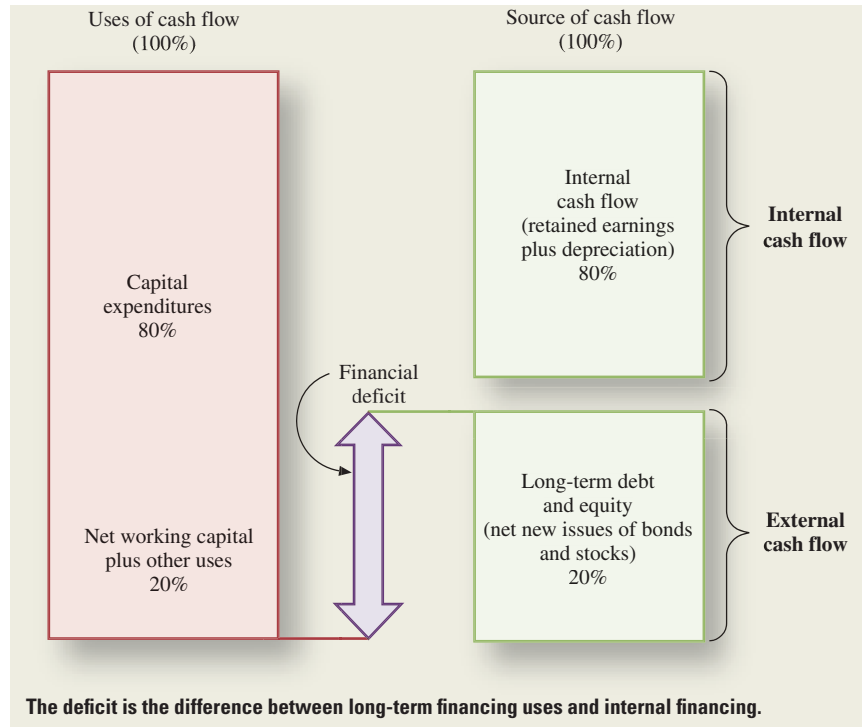 Uses of cash flow
(100%)
Source of cash flow
(100%)
Capital
expenditures
80%
Net working capital
plus other uses
20%
Financial
deficit
Internal
cash flow
(retained earnings
plus depreciation)
80%
Internal
cash flow
Long-term debt
and equity
(net new issues of bonds
and stocks)
20%
External
cash flow
The deficit is the difference between long-term financing uses and internal financing.